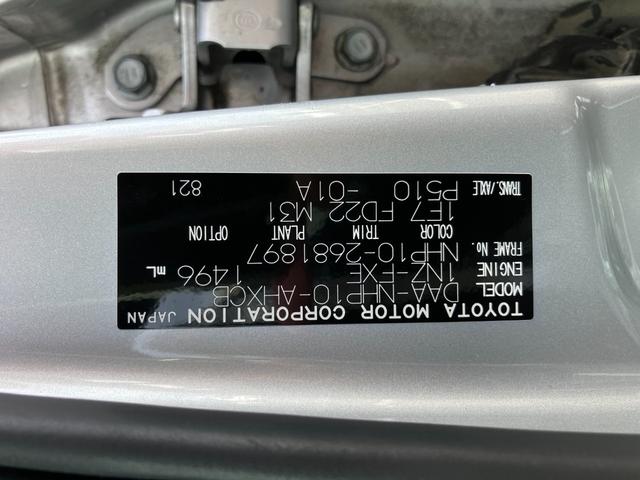 TOYOTA MOTOR CORPORATION JAPAN
MODEL DAA-NHP10-AHXCB
ENGINE 1NZ-FXE 1496 mL
FRAME No. NHP10-2681897
COLOR TRIM PLANT OPTION
1F7 FD22 M31
TRANS/AXLE P510 -01A 821